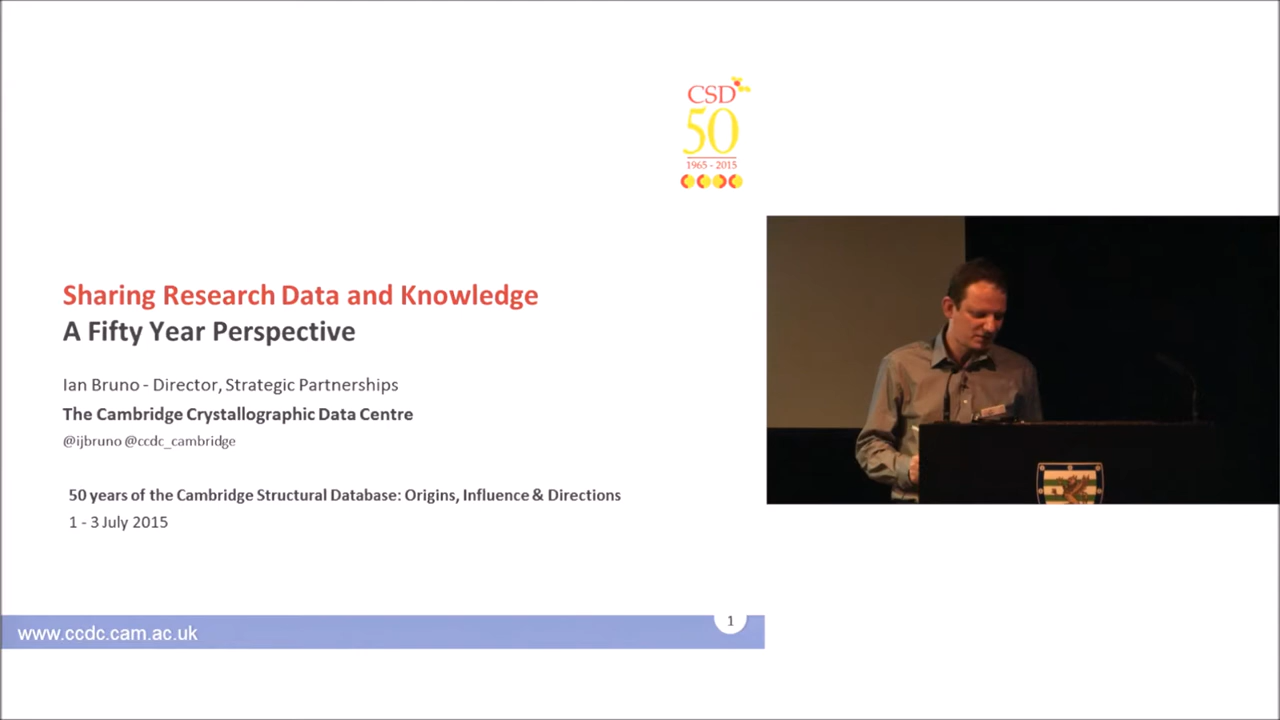 CSD
50
1965 - 2015
Sharing Research Data and Knowledge
A Fifty Year Perspective
Ian Bruno - Director, Strategic Partnerships
The Cambridge Crystallographic Data Centre
@ijbruno @ccdc_cambridge
50 years of the Cambridge Structural Database: Origins, Influence & Directions
1 - 3 July 2015
1
www.ccdc.cam.ac.uk